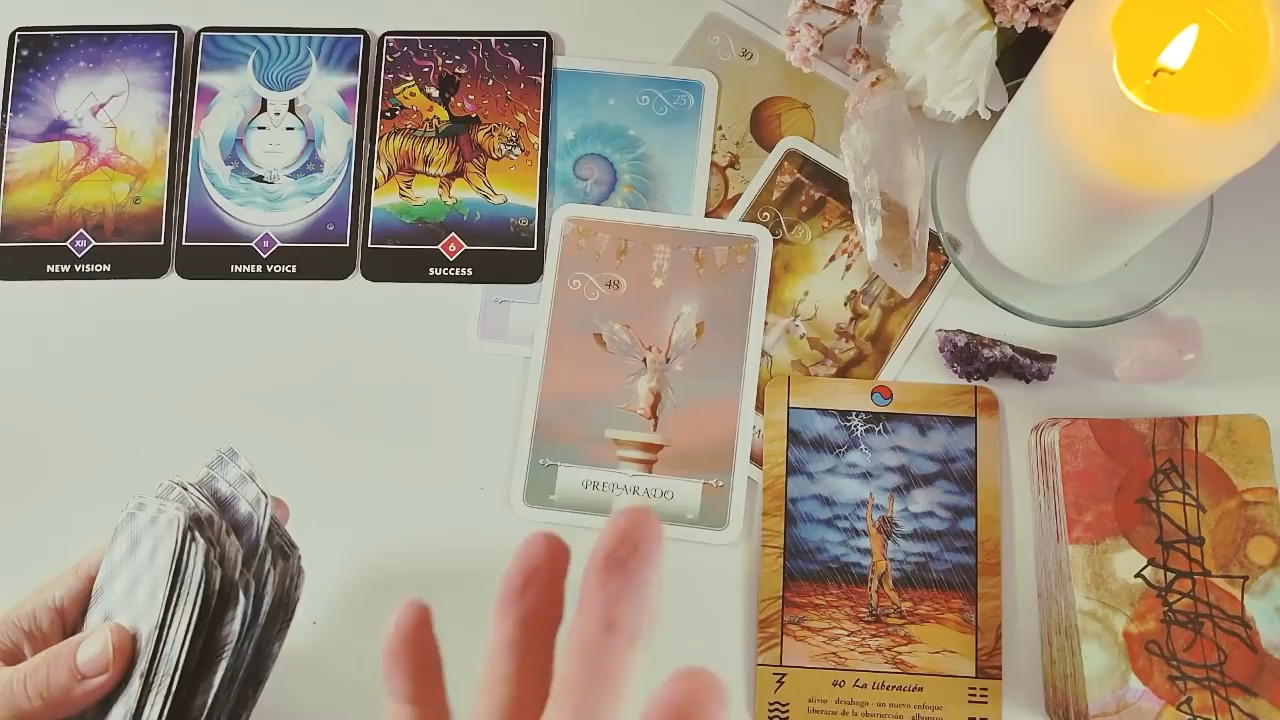 XII
NEW VISION
II
INNER VOICE
6
SUCCESS
25
30
13
48
PREPARADO
40 La liberación
alivio · desahogo · un nuevo enfoque
liberarse de la obstrucción